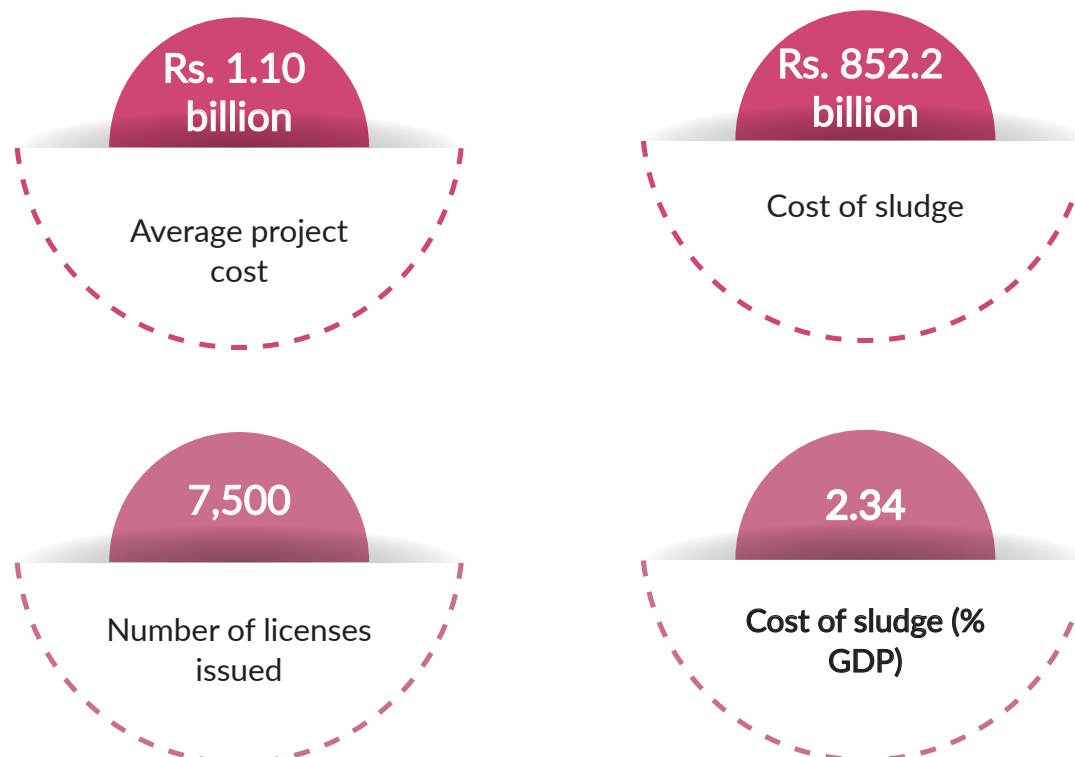 Rs. 1.10
billion
Average project
cost
Rs. 852.2
billion
Cost of sludge
7,500
Number of licenses
issued
2.34
Cost of sludge (%
GDP)